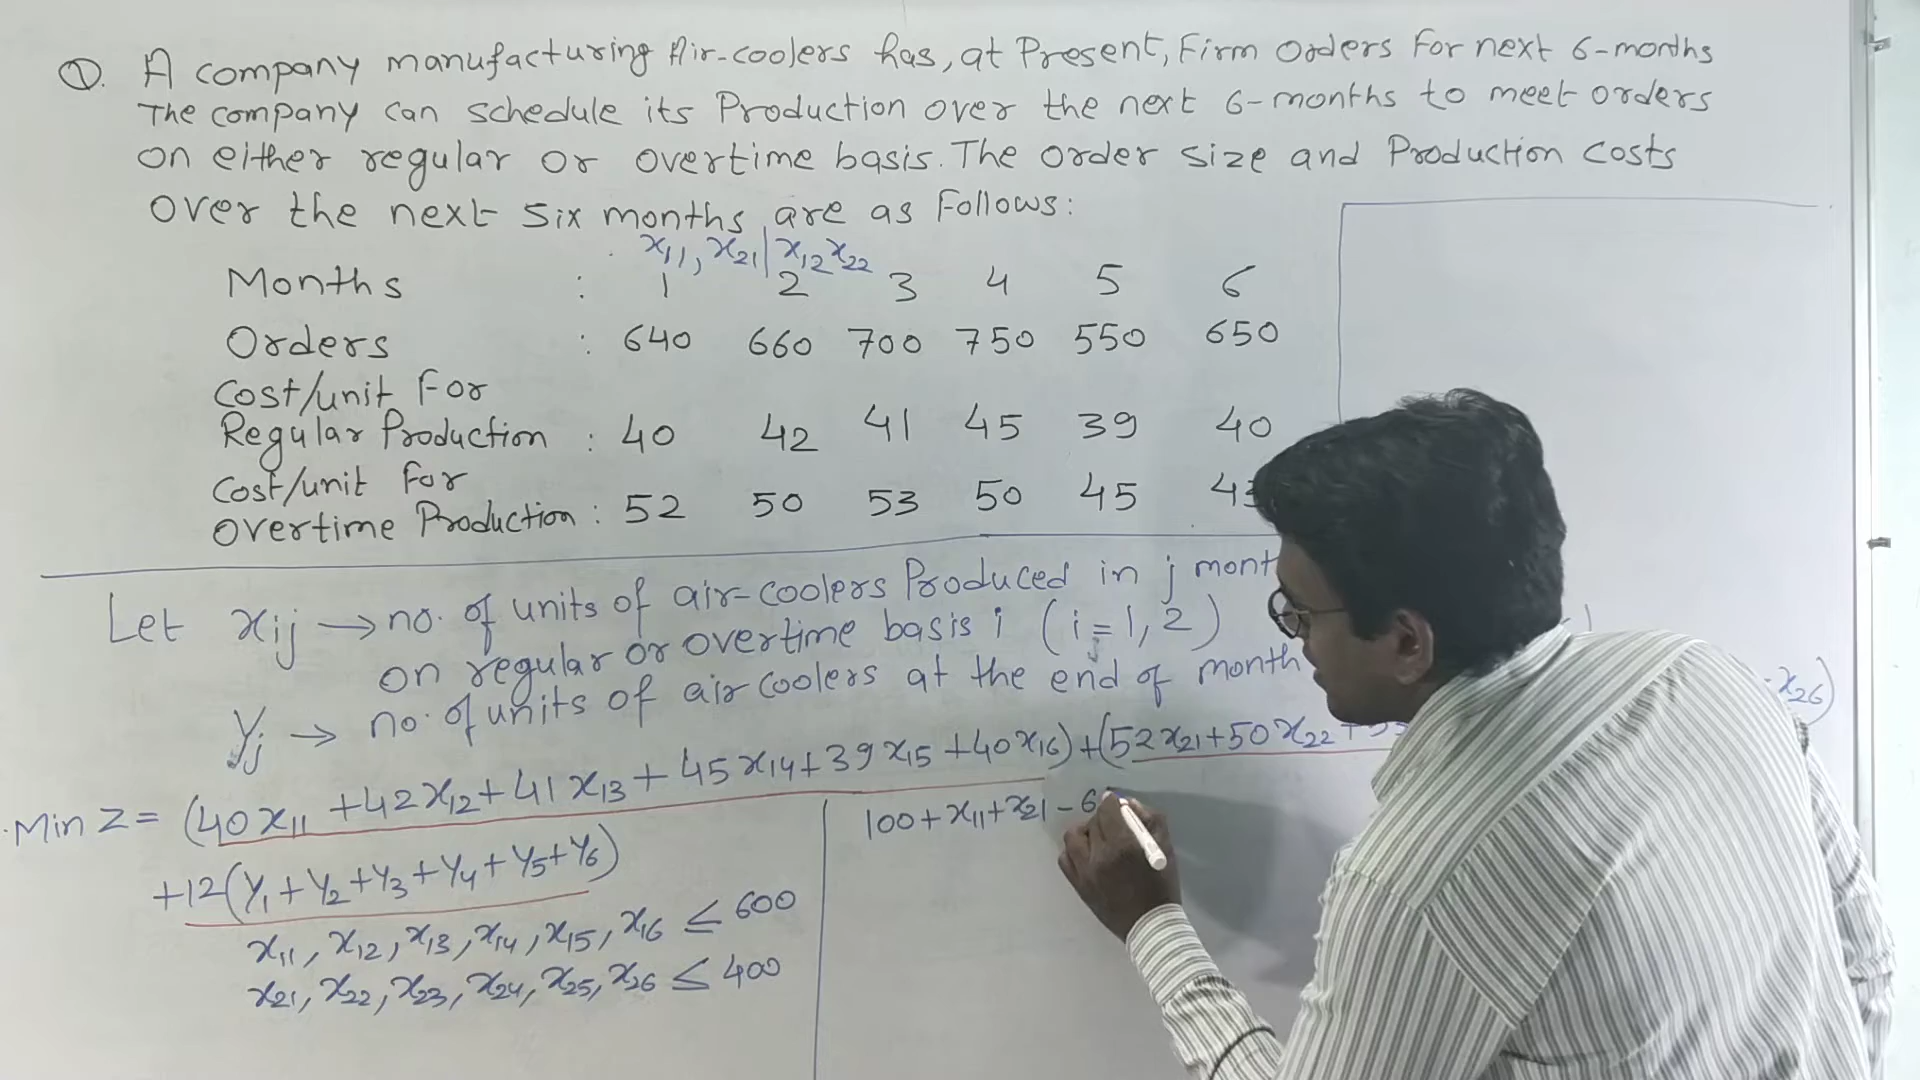 ①. A company manufacturing Air-coolers has, at Present, Firm Orders For next 6-months
The company can schedule its Production over the next 6-months to meet orders
on either regular or overtime basis. The order size and Production costs
over the next six months are as Follows:
x11, x21 | x12 x22
Months : 1 2 3 4 5 6
Orders : 640 660 700 750 550 650
Cost/unit For
Regular Production : 40 42 41 45 39 40
Cost/unit For
Overtime Production : 52 50 53 50 45 43
Let xij → no. of units of air-coolers Produced in j
on regular or overtime basis i (i=1,2)
Yj → no. of units of air coolers at the end of month
Min Z = (40x11 + 42x12 + 41x13 + 45x14 + 39x15 + 40x16) + (52x21 + 50x22 + x26)
+12(Y1 + Y2 + Y3 + Y4 + Y5 + Y6)
x11, x12, x13, x14, x15, x16 ≤ 600
x21, x22, x23, x24, x25, x26 ≤ 400
100 + x11 + x21 - 6